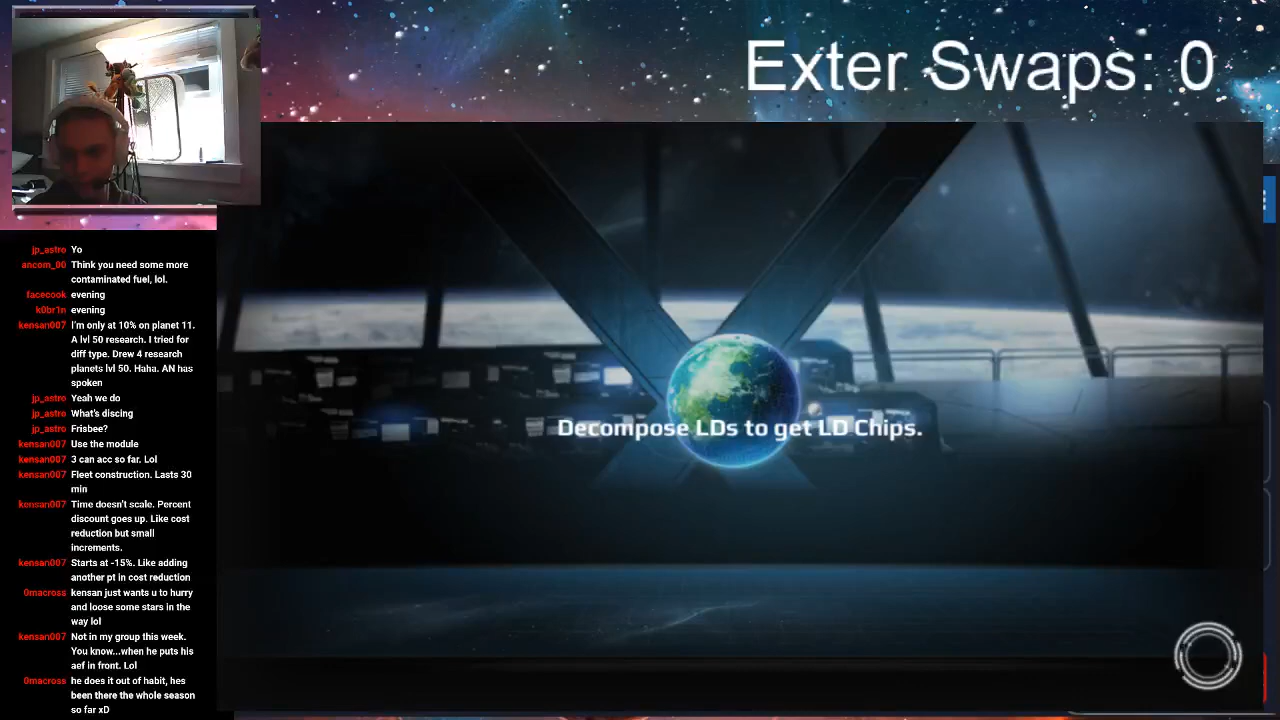 Exter Swaps: 0
jp_astro Yo
ancom_00 Think you need some more
contaminated fuel, lol.
facecook evening
k0br1n evening
kensan007 I'm only at 10% on planet 11.
A lvl 50 research. I tried for
diff type. Drew 4 research
planets lvl 50. Haha. AN has
spoken
jp_astro Yeah we do
jp_astro What's discing
jp_astro Frisbee?
kensan007 Use the module
kensan007 3 can acc so far. Lol
kensan007 Fleet construction. Lasts 30
min
kensan007 Time doesn't scale. Percent
discount goes up. Like cost
reduction but small
increments.
kensan007 Starts at -15%. Like adding
another pt in cost reduction
0macross kensan just wants u to hurry
and loose some stars in the
way lol
kensan007 Not in my group this week.
You know...when he puts his
aef in front. Lol
0macross he does it out of habit, hes
been there the whole season
so far xD
Decompose LDs to get LD Chips.